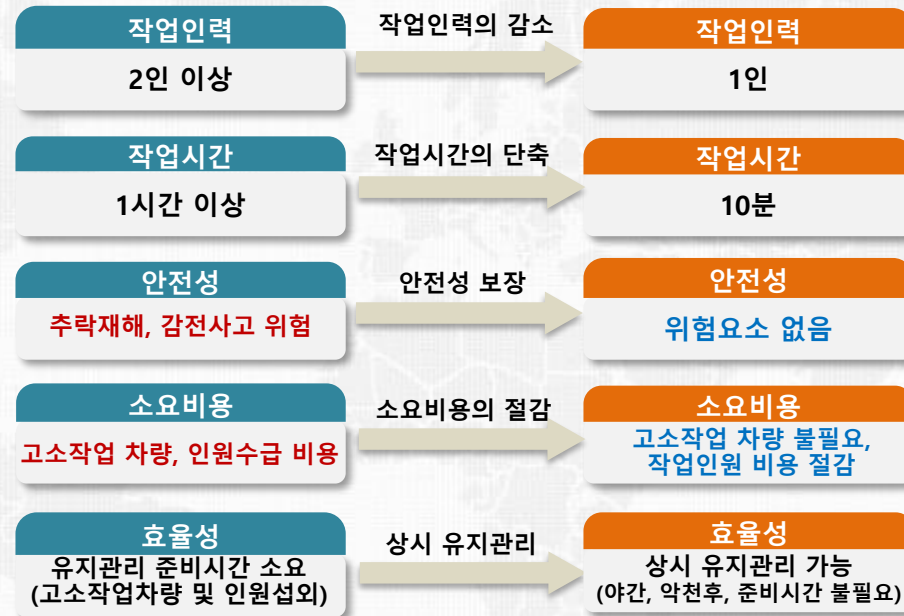 작업인력
2인 이상
작업인력의 감소
작업인력
1인
작업시간
1시간 이상
작업시간의 단축
작업시간
10분
안전성
추락재해, 감전사고 위험
안전성 보장
안전성
위험요소 없음
소요비용
고소작업 차량, 인원수급 비용
소요비용의 절감
소요비용
고소작업 차량 불필요,
작업인원 비용 절감
효율성
유지관리 준비시간 소요
(고소작업차량 및 인원섭외)
상시 유지관리
효율성
상시 유지관리 가능
(야간, 악천후, 준비시간 불필요)